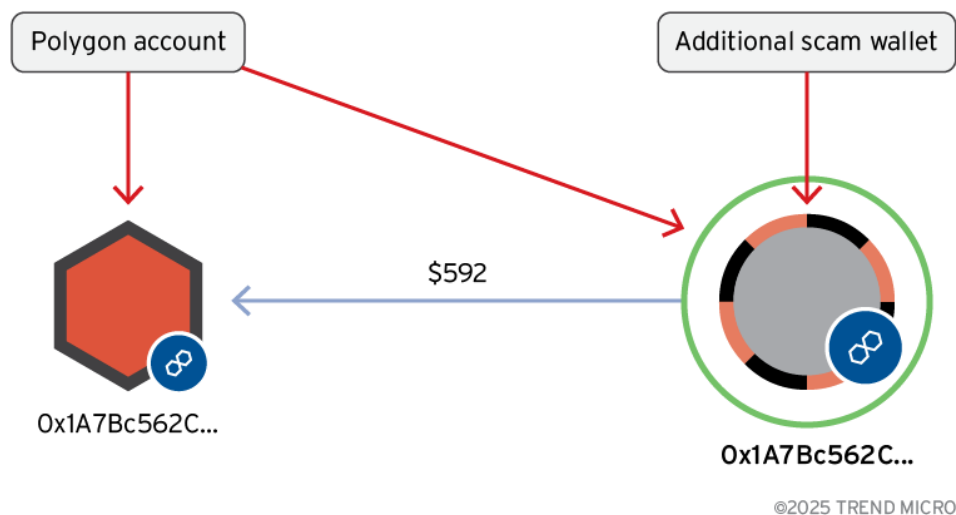 Polygon account
Additional scam wallet
$592
0x1A7Bc562C...
0x1A7Bc562C...
©2025 TREND MICRO